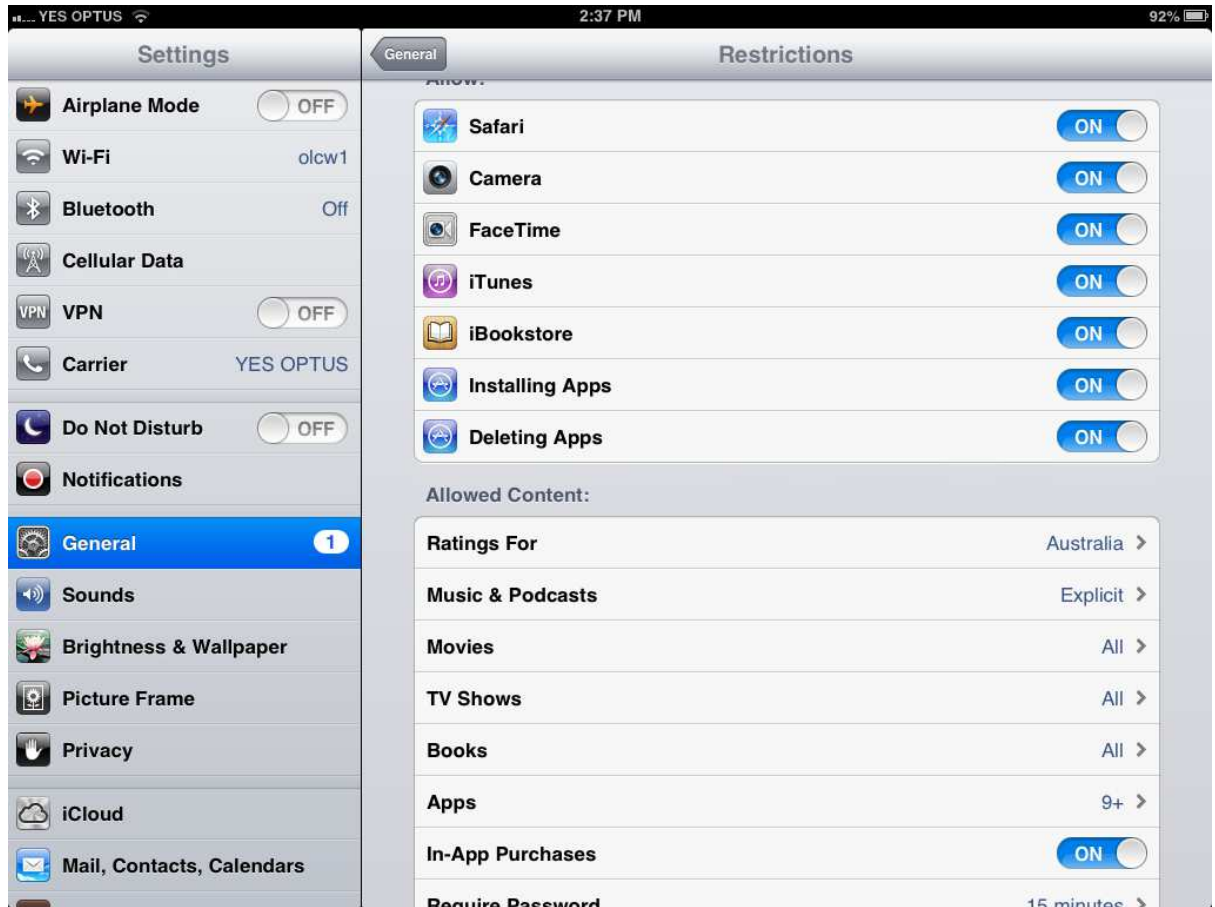 YES OPTUS 2:37 PM 92%
Settings
Airplane Mode OFF
Wi-Fi olcw1
Bluetooth Off
Cellular Data
VPN VPN OFF
Carrier YES OPTUS
Do Not Disturb OFF
Notifications
General 1
Sounds
Brightness & Wallpaper
Picture Frame
Privacy
iCloud
Mail, Contacts, Calendars
General Restrictions
Allow:
Safari ON
Camera ON
FaceTime ON
iTunes ON
iBookstore ON
Installing Apps ON
Deleting Apps ON
Allowed Content:
Ratings For Australia
Music & Podcasts Explicit
Movies All
TV Shows All
Books All
Apps 9+
In-App Purchases ON
Require Password 15 minutes